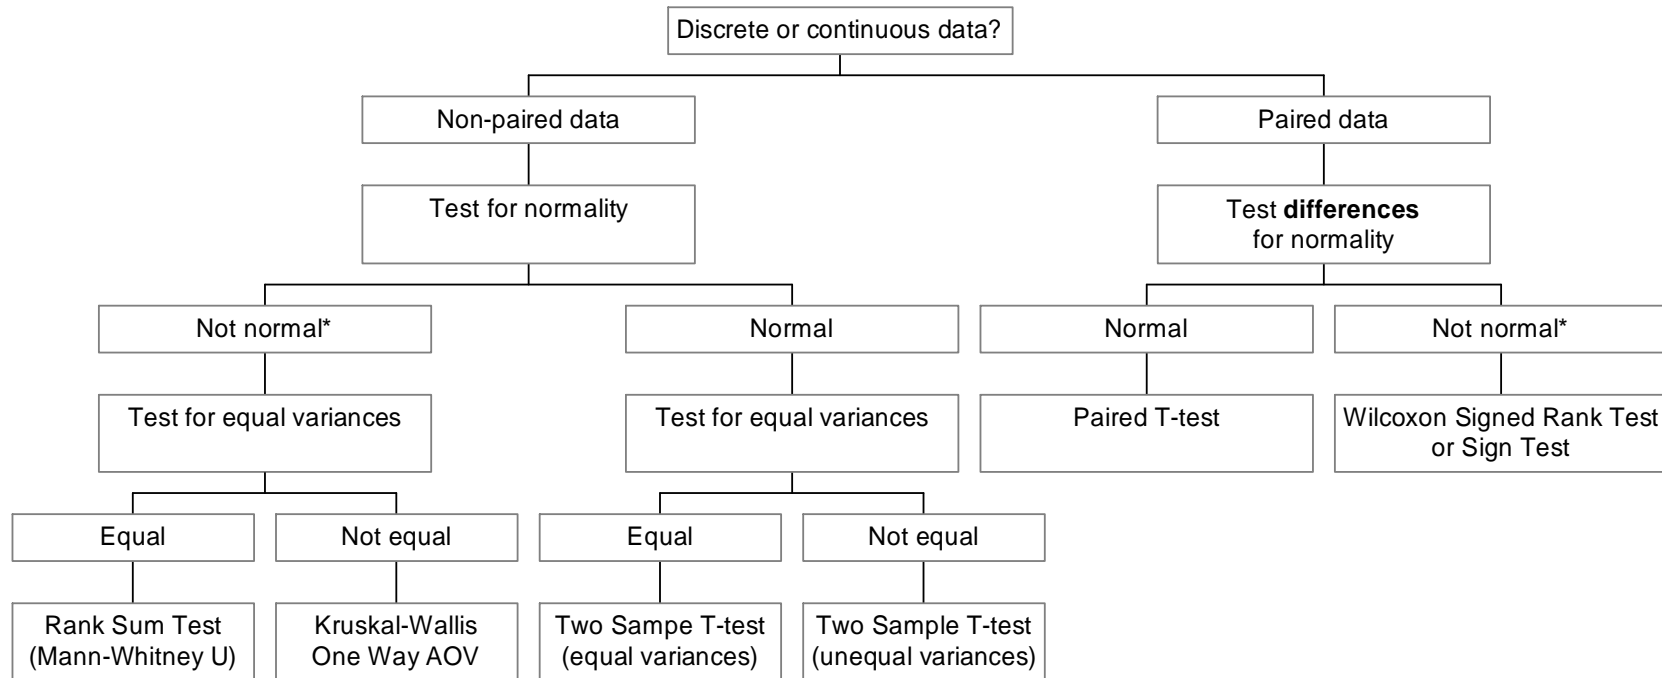 Discrete or continuous data?
Non-paired data
Paired data
Test for normality
Test differences
for normality
Not normal*
Normal
Normal
Not normal*
Test for equal variances
Test for equal variances
Paired T-test
Wilcoxon Signed Rank Test
or Sign Test
Equal
Not equal
Equal
Not equal
Rank Sum Test
(Mann-Whitney U)
Kruskal-Wallis
One Way AOV
Two Sampe T-test
(equal variances)
Two Sample T-test
(unequal variances)